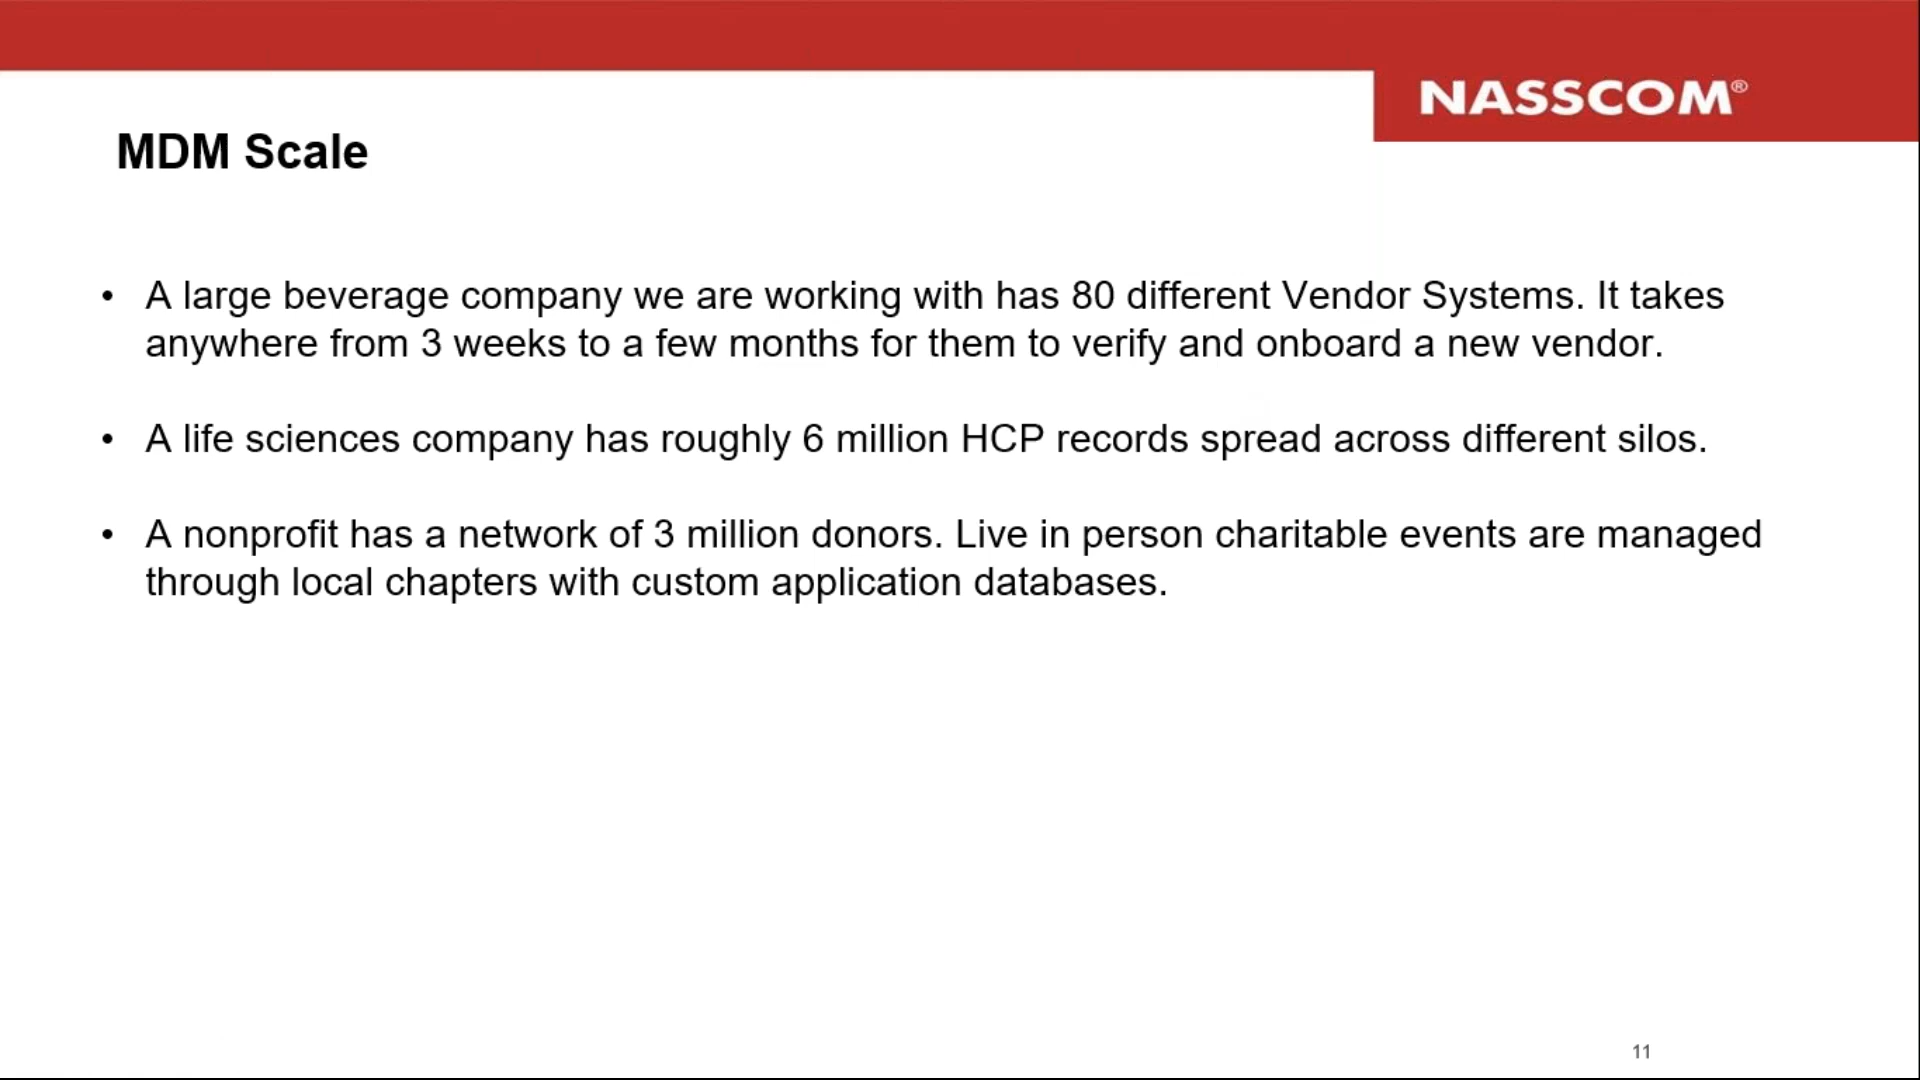 NASSCOM®
MDM Scale
• A large beverage company we are working with has 80 different Vendor Systems. It takes
anywhere from 3 weeks to a few months for them to verify and onboard a new vendor.
• A life sciences company has roughly 6 million HCP records spread across different silos.
• A nonprofit has a network of 3 million donors. Live in person charitable events are managed
through local chapters with custom application databases.
11